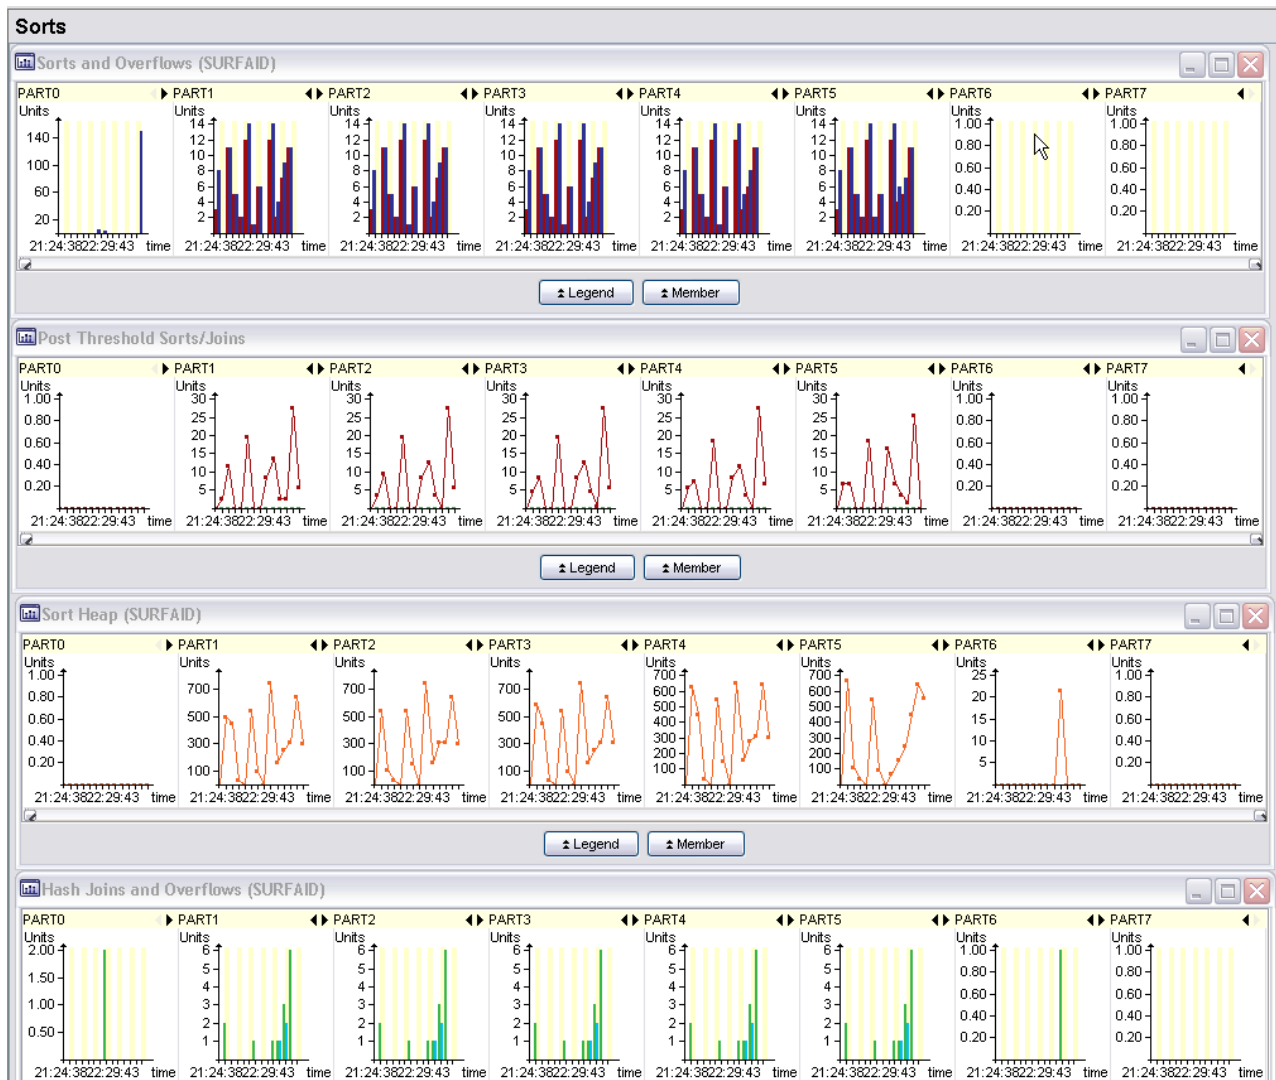 Sorts
Sorts and Overflows (SURFAID)
PART0 PART1 PART2 PART3 PART4 PART5 PART6 PART7
Units Units Units Units Units Units Units Units
140 14 14 14 14 14 1.00 1.00
12 12 12 12 12
100 10 10 10 10 10 0.80 0.80
8 8 8 8 8 0.60 0.60
60 6 6 6 6 6 0.40 0.40
4 4 4 4 4
20 2 2 2 2 2 0.20 0.20
21:24:3822:29:43 time 21:24:3822:29:43 time 21:24:3822:29:43 time 21:24:3822:29:43 time 21:24:3822:29:43 time 21:24:3822:29:43 time 21:24:3822:29:43 time 21:24:3822:29:43 time
Legend Member
Post Threshold Sorts/Joins
PART0 PART1 PART2 PART3 PART4 PART5 PART6 PART7
Units Units Units Units Units Units Units Units
1.00 30 30 30 30 30 1.00 1.00
0.80 25 25 25 25 25 0.80 0.80
0.60 20 20 20 20 20 0.60 0.60
15 15 15 15 15
0.40 10 10 10 10 10 0.40 0.40
0.20 5 5 5 5 5 0.20 0.20
21:24:3822:29:43 time 21:24:3822:29:43 time 21:24:3822:29:43 time 21:24:3822:29:43 time 21:24:3822:29:43 time 21:24:3822:29:43 time 21:24:3822:29:43 time 21:24:3822:29:43 time
Legend Member
Sort Heap (SURFAID)
PART0 PART1 PART2 PART3 PART4 PART5 PART6 PART7
Units Units Units Units Units Units Units Units
1.00 700 700 700 700 700 25 1.00
0.80 600 600 20 0.80
0.60 500 500 500 500 500 15 0.60
400 400
0.40 300 300 300 300 300 10 0.40
200 200
0.20 100 100 100 100 100 5 0.20
21:24:3822:29:43 time 21:24:3822:29:43 time 21:24:3822:29:43 time 21:24:3822:29:43 time 21:24:3822:29:43 time 21:24:3822:29:43 time 21:24:3822:29:43 time 21:24:3822:29:43 time
Legend Member
Hash Joins and Overflows (SURFAID)
PART0 PART1 PART2 PART3 PART4 PART5 PART6 PART7
Units Units Units Units Units Units Units Units
2.00 6 6 6 6 6 1.00 1.00
1.50 5 5 5 5 5 0.80 0.80
4 4 4 4 4 0.60 0.60
1.00 3 3 3 3 3
2 2 2 2 2 0.40 0.40
0.50 1 1 1 1 1 0.20 0.20
21:24:3822:29:43 time 21:24:3822:29:43 time 21:24:3822:29:43 time 21:24:3822:29:43 time 21:24:3822:29:43 time 21:24:3822:29:43 time 21:24:3822:29:43 time 21:24:3822:29:43 time